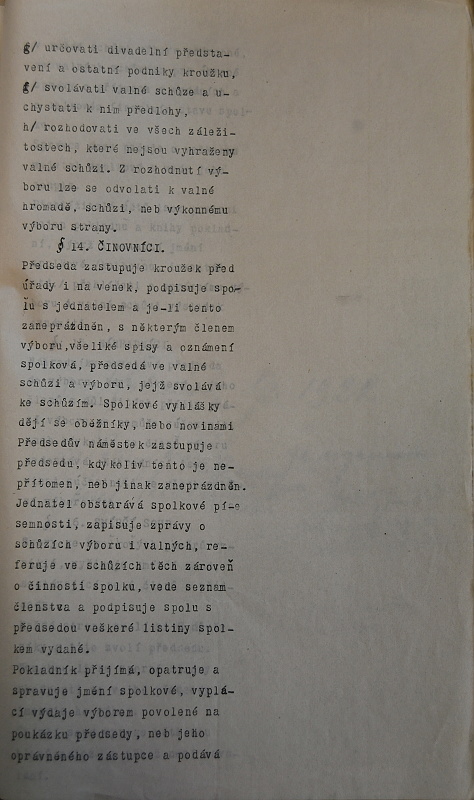 g/ určovati divadelní předsta-
vení a ostatní podniky kroužku,
g/ svolávati valné schůze a u-
chystati k nim předlohy,
h/ rozhodovati ve všech záleži-
tostech, které nejsou vyhraženy
valné schůzi. Z rozhodnutí vý-
boru lze se odvolati k valné
hromadě, schůzi, neb výkonnému
výboru strany.
§ 14. ČINOVNÍCI.
Předseda zastupuje kroužek před
úřady i na venek, podpisuje spo-
lu s jednatelem a je-li tento
zaneprázdněn, s některým členem
výboru,všeliké spisy a oznámení
spolková, předsedá ve valné
schůzi a výboru, jejž svolává
ke schůzím. Spolkové vyhlášky
dějí se oběžníky, nebo novinami
Předsedův náměstek zastupuje
předsedu, kdykoliv tento je ne-
přítomen, neb jinak zaneprázdněn.
Jednatel obstarává spolkové pí-
semnosti, zapisuje zprávy o
schůzích výboru i valných, re-
feruje ve schůzích těch zároveň
o činnosti spolku, vede seznam
členstva a podpisuje spolu s
předsedou veškeré listiny spol-
kem vydané.
Pokladník přijímá, opatruje a
spravuje jmění spolkové, vyplá-
cí výdaje výborem povolené na
poukázku předsedy, neb jeho
oprávněného zástupce a podává